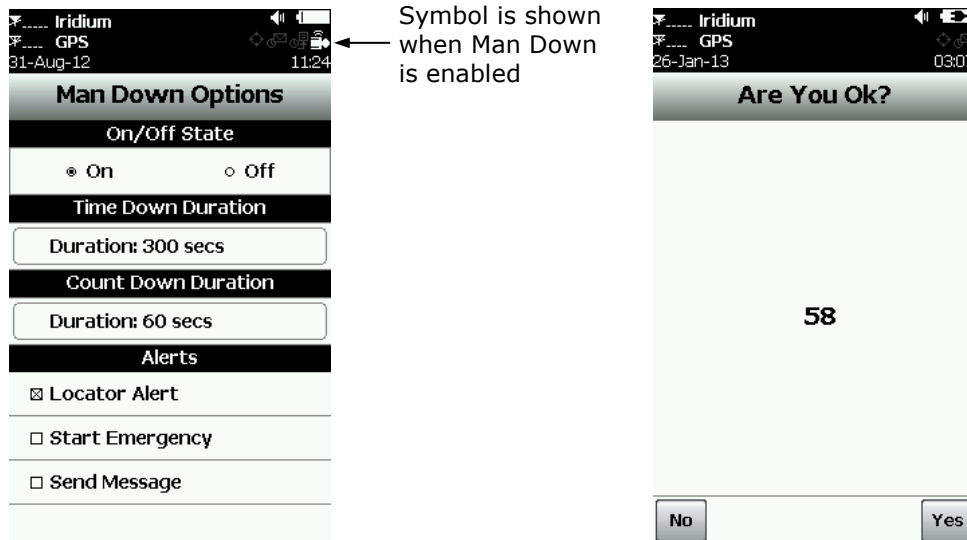 Iridium
GPS
31-Aug-12 11:24
Man Down Options
On/Off State
On Off
Time Down Duration
Duration: 300 secs
Count Down Duration
Duration: 60 secs
Alerts
Locator Alert
Start Emergency
Send Message
Symbol is shown
when Man Down
is enabled
Iridium
GPS
26-Jan-13 03:07
Are You Ok?
58
No Yes